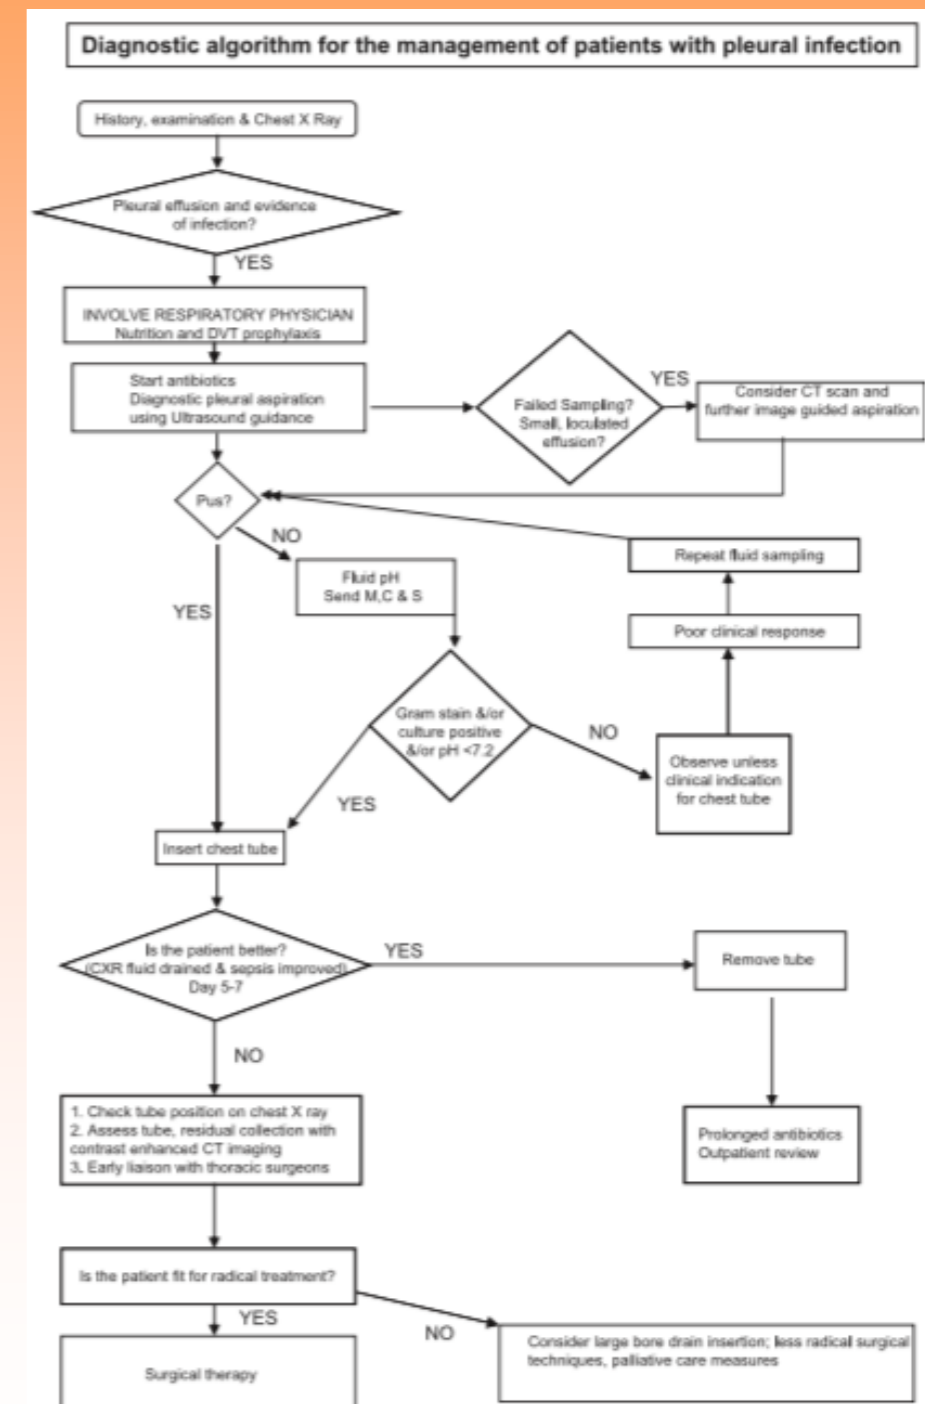 Diagnostic algorithm for the management of patients with pleural infection
History, examination & Chest X Ray
Pleural effusion and evidence
of infection?
YES
INVOLVE RESPIRATORY PHYSICIAN
Nutrition and DVT prophylaxis
Start antibiotics
Diagnostic pleural aspiration
using Ultrasound guidance
Failed Sampling?
Small, loculated
effusion?
YES
Consider CT scan and
further image guided aspiration
Pus?
NO
Fluid pH
Send M,C & S
YES
Repeat fluid sampling
Poor clinical response
Gram stain &/or
culture positive
&/or pH <7.2
NO
Observe unless
clinical indication
for chest tube
YES
Insert chest tube
Is the patient better?
(CXR fluid drained & sepsis improved)
Day 5-7
YES
Remove tube
NO
Prolonged antibiotics
Outpatient review
1. Check tube position on chest X ray
2. Assess tube, residual collection with
contrast enhanced CT imaging
3. Early liaison with thoracic surgeons
Is the patient fit for radical treatment?
YES
NO
Surgical therapy
Consider large bore drain insertion; less radical surgical
techniques, palliative care measures